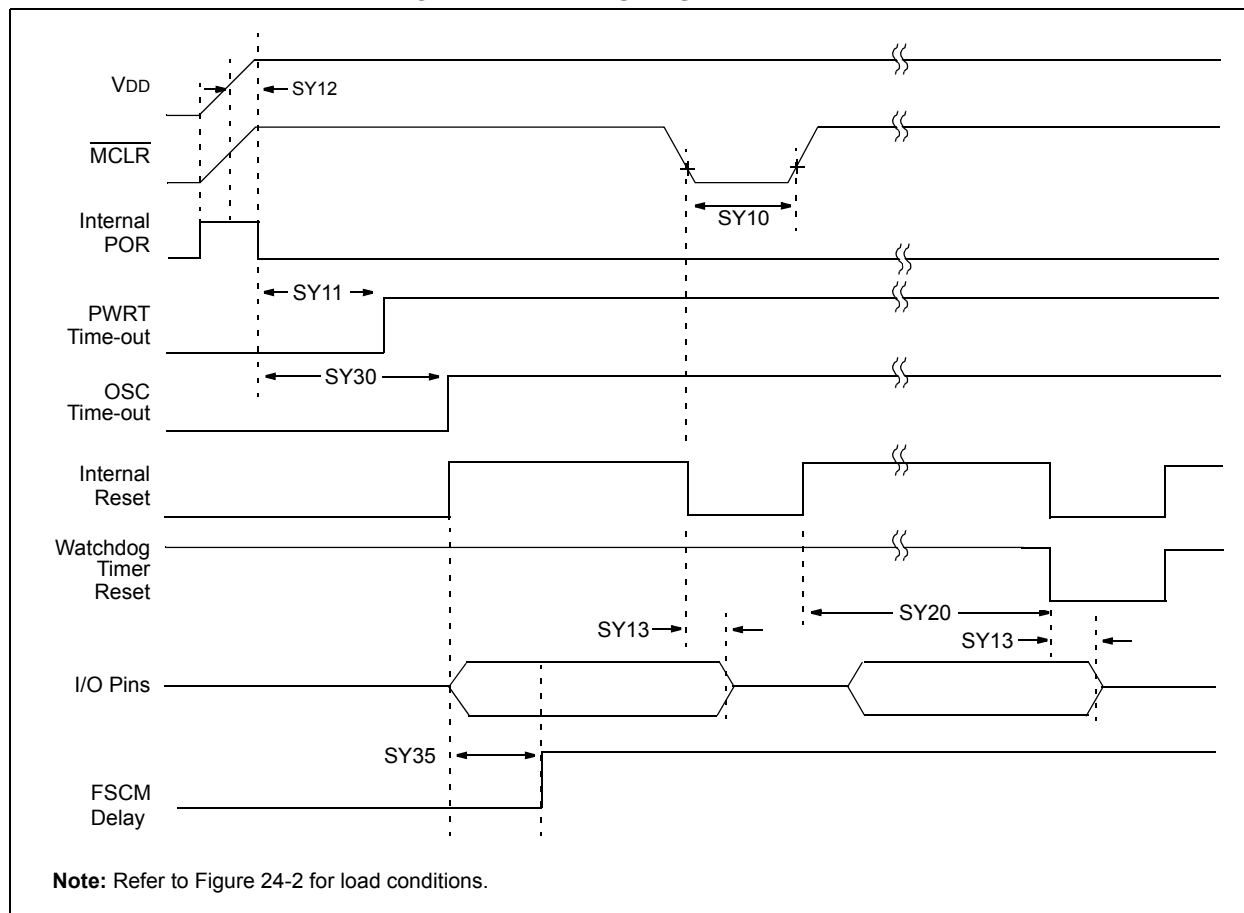 VDD
SY12
MCLR
SY10
Internal
POR
SY11
PWRT
Time-out
SY30
OSC
Time-out
Internal
Reset
Watchdog
Timer
Reset
SY20
SY13
SY13
I/O Pins
SY35
FSCM
Delay
Note: Refer to Figure 24-2 for load conditions.